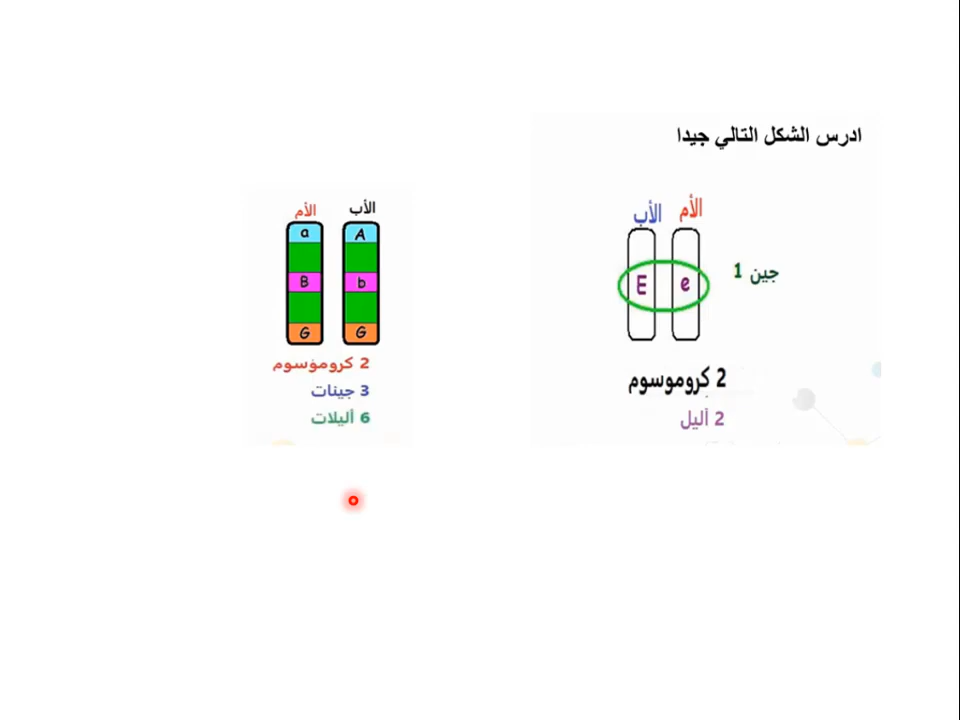 ادرس الشكل التالي جيدا
الأب الأم
E e
جين 1
2 كروموسوم
2 أليل
الأم الأب
a A
B b
G G
2 كروموسوم
3 جينات
6 أليلات